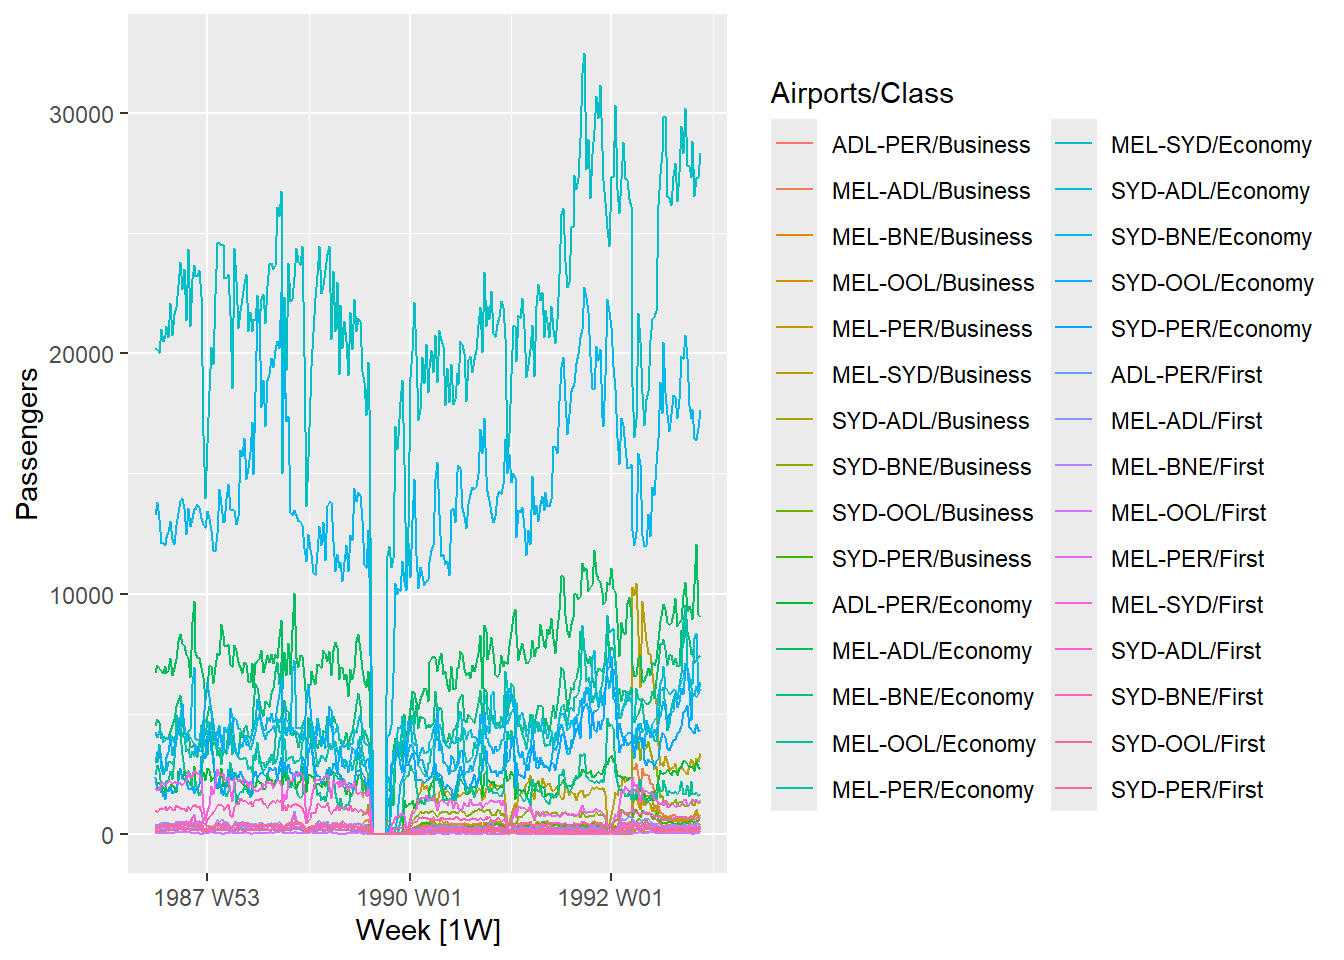 30000
20000
10000
0
Passengers
1987 W53
1990 W01
1992 W01
Week [1W]
Airports/Class
ADL-PER/Business
MEL-ADL/Business
MEL-BNE/Business
MEL-OOL/Business
MEL-PER/Business
MEL-SYD/Business
SYD-ADL/Business
SYD-BNE/Business
SYD-OOL/Business
SYD-PER/Business
ADL-PER/Economy
MEL-ADL/Economy
MEL-BNE/Economy
MEL-OOL/Economy
MEL-PER/Economy
MEL-SYD/Economy
SYD-ADL/Economy
SYD-BNE/Economy
SYD-OOL/Economy
SYD-PER/Economy
ADL-PER/First
MEL-ADL/First
MEL-BNE/First
MEL-OOL/First
MEL-PER/First
MEL-SYD/First
SYD-ADL/First
SYD-BNE/First
SYD-OOL/First
SYD-PER/First